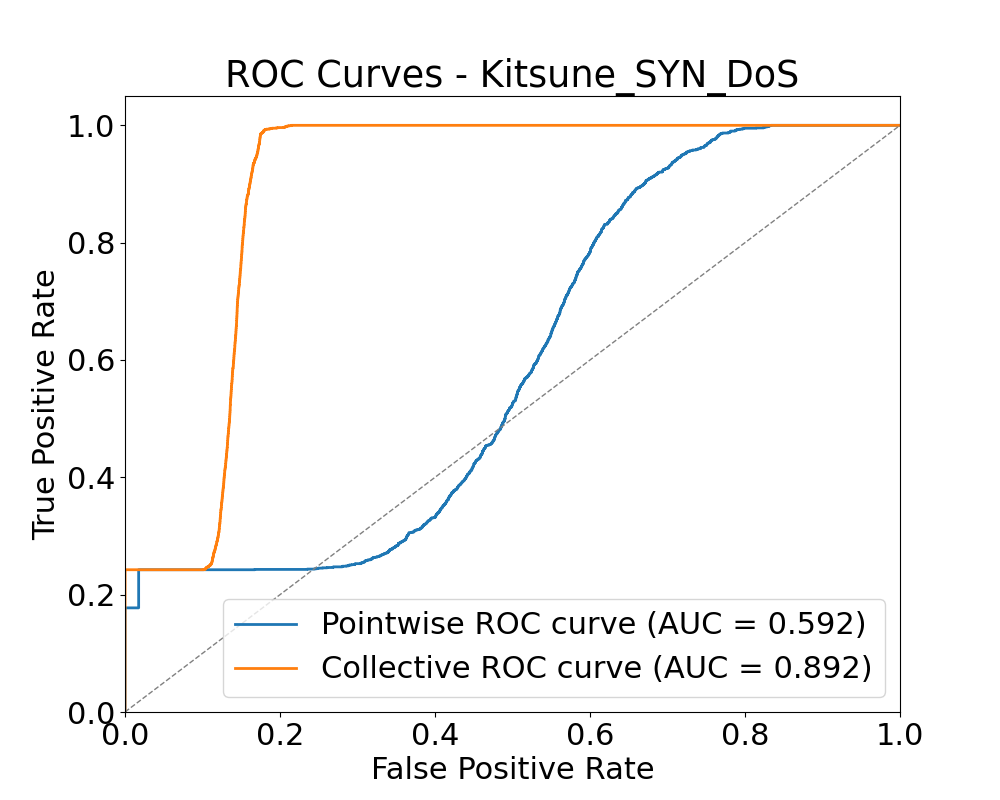 ROC Curves - Kitsune_SYN_DoS
True Positive Rate
1.0
0.8
0.6
0.4
0.2
0.0
Pointwise ROC curve (AUC = 0.592)
Collective ROC curve (AUC = 0.892)
0.0 0.2 0.4 0.6 0.8 1.0
False Positive Rate